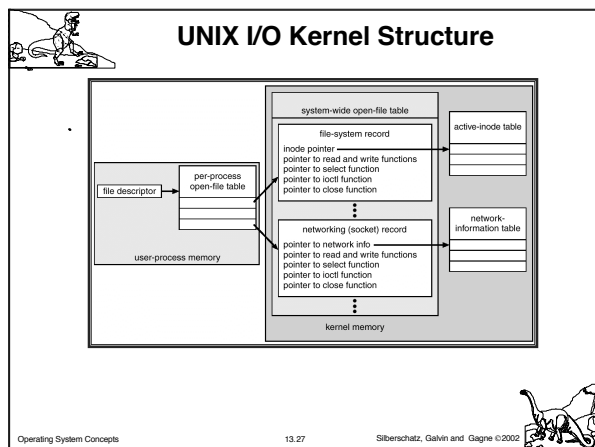 UNIX I/O Kernel Structure
system-wide open-file table
file-system record
inode pointer
pointer to read and write functions
pointer to select function
pointer to ioctl function
pointer to close function
active-inode table
per-process
open-file table
file descriptor
user-process memory
networking (socket) record
pointer to network info
pointer to read and write functions
pointer to select function
pointer to ioctl function
pointer to close function
network-
information table
kernel memory
Operating System Concepts
13.27
Silberschatz, Galvin and Gagne ©2002